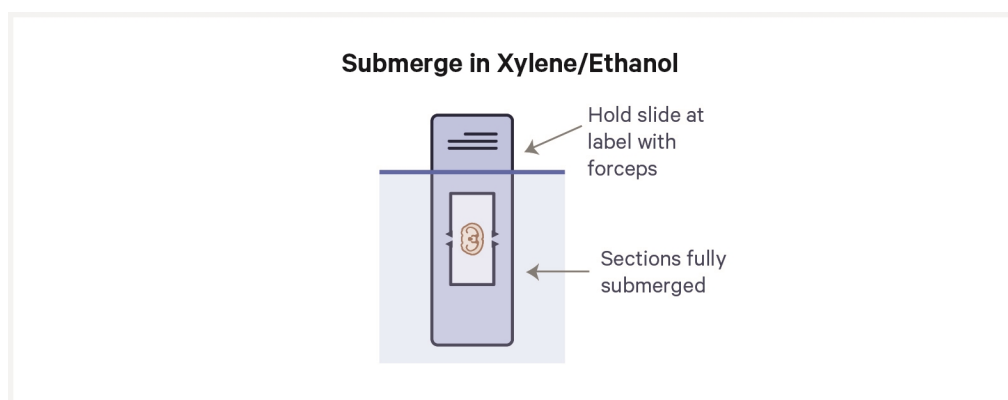 Submerge in Xylene/Ethanol
Hold slide at
label with
forceps
Sections fully
submerged